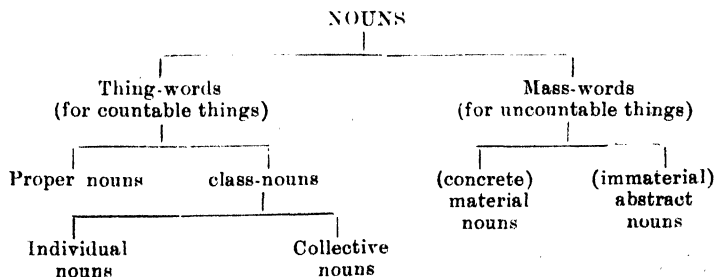 NOUNS
Thing-words
(for countable things)
Mass-words
(for uncountable things)
Proper nouns
class-nouns
(concrete)
material
nouns
(immaterial)
abstract
nouns
Individual
nouns
Collective
nouns